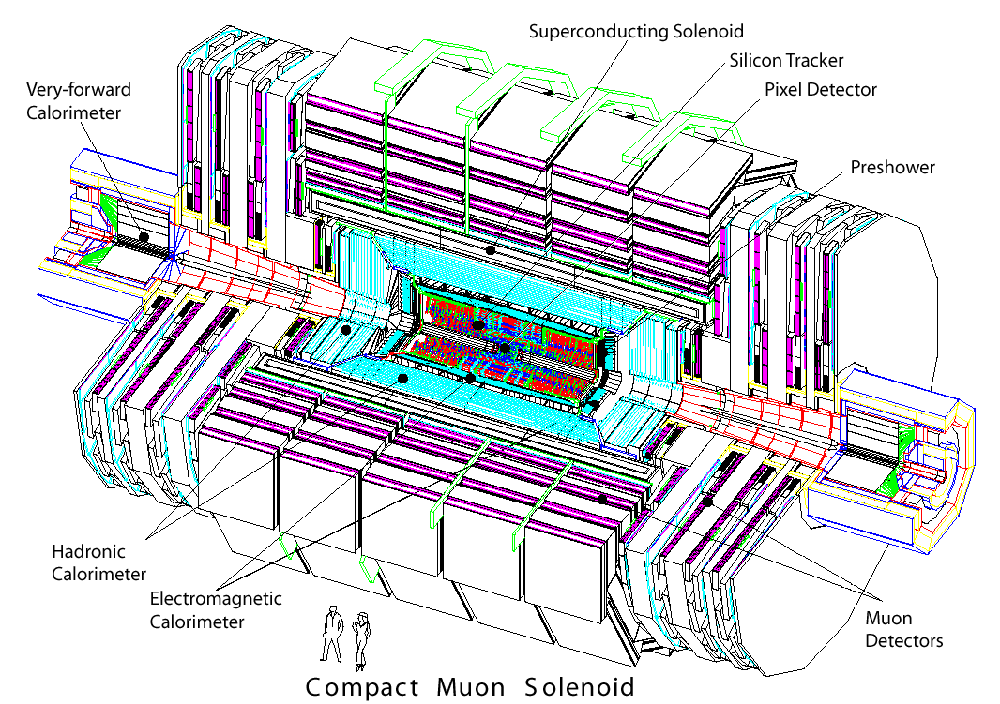 Superconducting Solenoid
Silicon Tracker
Pixel Detector
Very-forward
Calorimeter
Preshower
Hadronic
Calorimeter
Electromagnetic
Calorimeter
Muon
Detectors
Compact Muon Solenoid